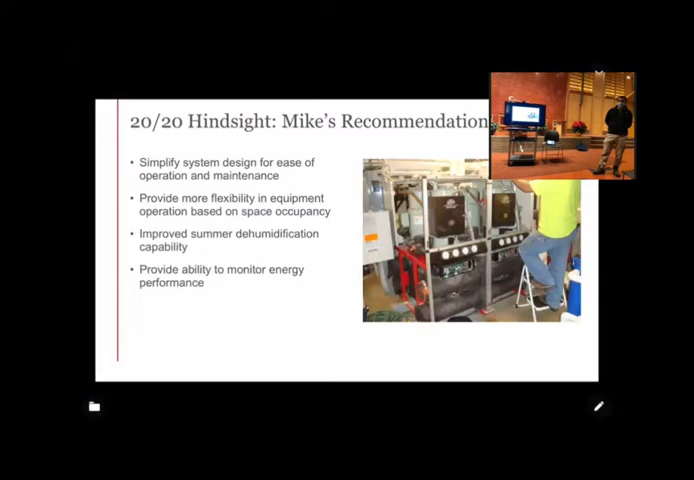 20/20 Hindsight: Mike's Recommendation
• Simplify system design for ease of
operation and maintenance
• Provide more flexibility in equipment
operation based on space occupancy
• Improved summer dehumidification
capability
• Provide ability to monitor energy
performance